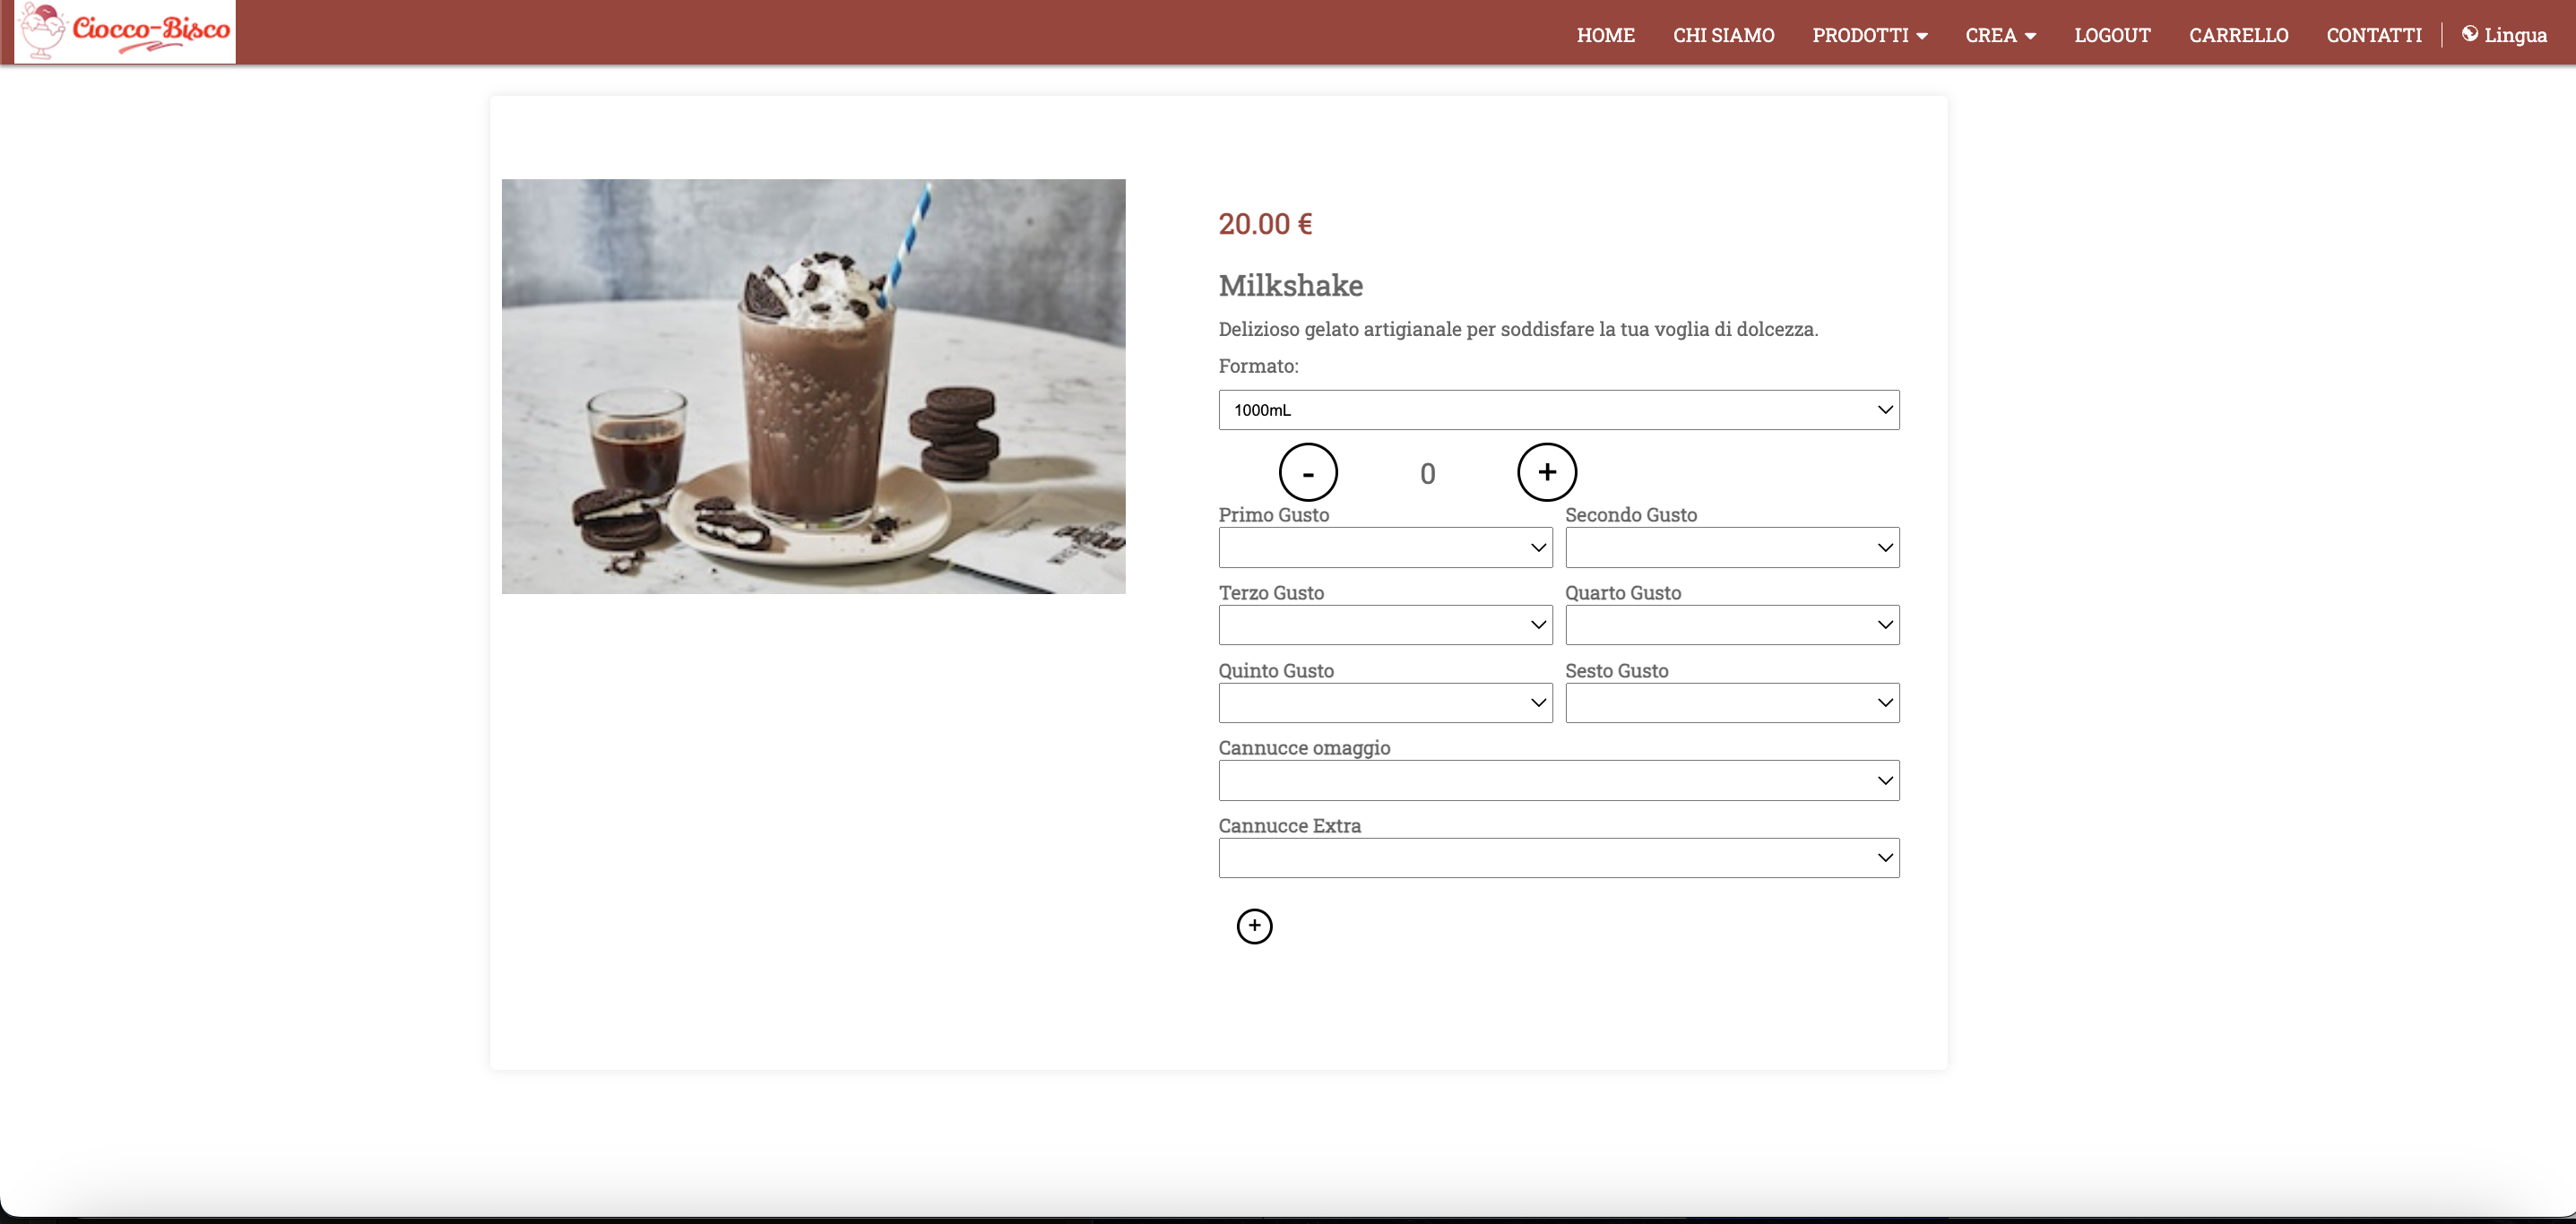 Ciocco-Bisco
HOME CHI SIAMO PRODOTTI CREA LOGOUT CARRELLO CONTATTI Lingua
20.00 €
Milkshake
Delizioso gelato artigianale per soddisfare la tua voglia di dolcezza.
Formato:
1000mL
- 0 +
Primo Gusto Secondo Gusto
Terzo Gusto Quarto Gusto
Quinto Gusto Sesto Gusto
Cannucce omaggio
Cannucce Extra
+